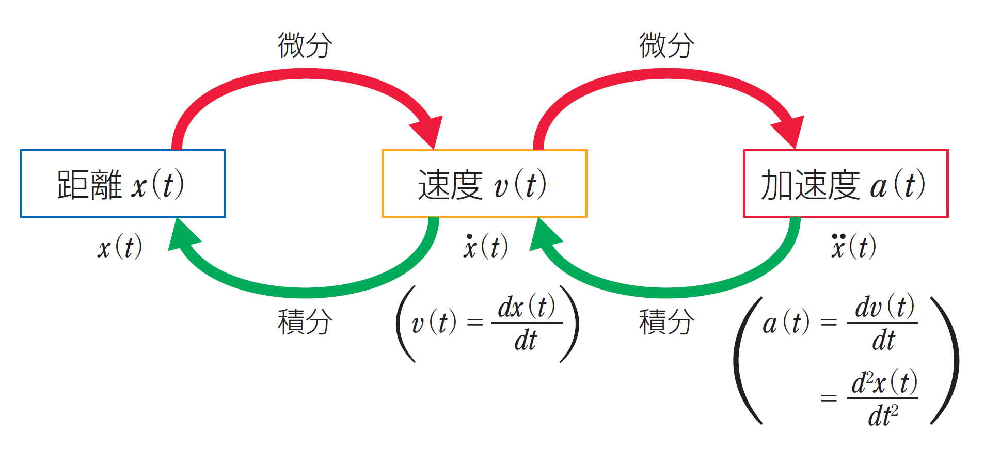 微分 微分
距離 x(t) 速度 v(t) 加速度 a(t)
x(t) ẋ(t) ẍ(t)
積分 (v(t) = dx(t)/dt) 積分 (a(t) = dv(t)/dt
= d²x(t)/dt²)